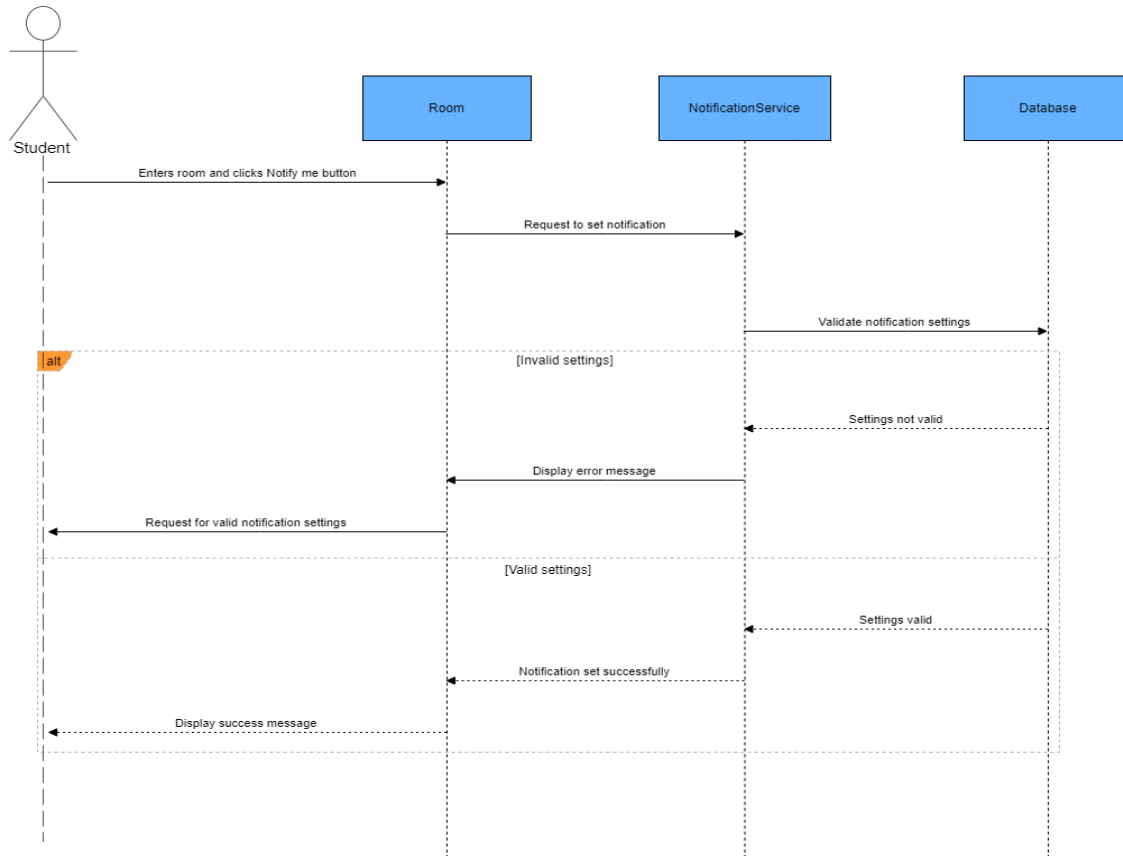 Student
Room
NotificationService
Database
Enters room and clicks Notify me button
Request to set notification
Validate notification settings
alt
[Invalid settings]
Settings not valid
Display error message
Request for valid notification settings
[Valid settings]
Settings valid
Notification set successfully
Display success message